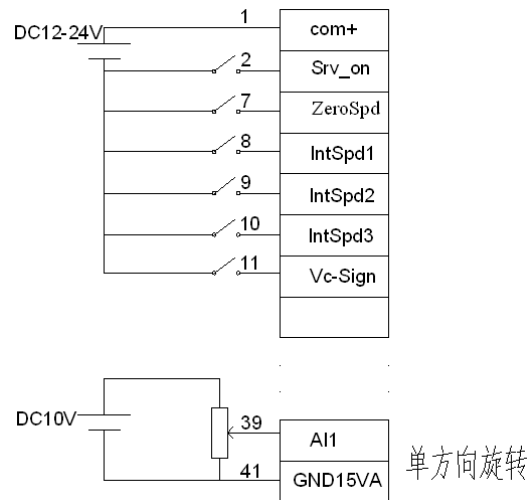 1
com+
DC12-24V
2
Srv_on
7
ZeroSpd
8
IntSpd1
9
IntSpd2
10
IntSpd3
11
Vc-Sign
DC10V
39
AI1
41
GND15VA
单方向旋转